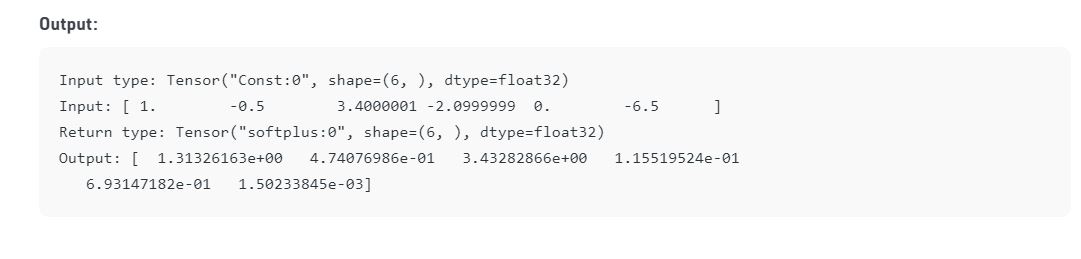 Output:
Input type: Tensor("Const:0", shape=(6, ), dtype=float32)
Input: [ 1.        -0.5        3.4000001 -2.0999999  0.        -6.5      ]
Return type: Tensor("softplus:0", shape=(6, ), dtype=float32)
Output: [  1.31326163e+00   4.74076986e-01   3.43282866e+00   1.15519524e-01
   6.93147182e-01   1.50233845e-03]